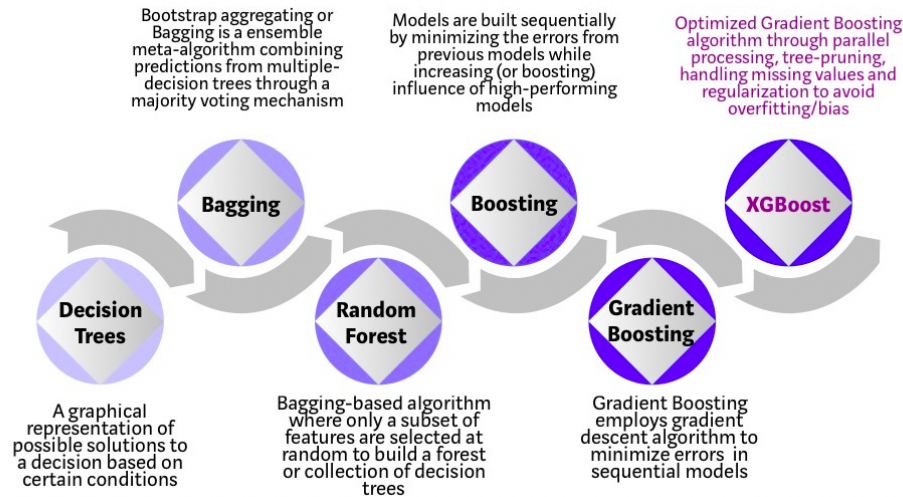 Bootstrap aggregating or
Bagging is a ensemble
meta-algorithm combining
predictions from multiple-
decision trees through a
majority voting mechanism
Models are built sequentially
by minimizing the errors from
previous models while
increasing (or boosting)
influence of high-performing
models
Optimized Gradient Boosting
algorithm through parallel
processing, tree-pruning,
handling missing values and
regularization to avoid
overfitting/bias
Bagging
Boosting
XGBoost
Decision
Trees
Random
Forest
Gradient
Boosting
A graphical
representation of
possible solutions to
a decision based on
certain conditions
Bagging-based algorithm
where only a subset of
features are selected at
random to build a forest
or collection of decision
trees
Gradient Boosting
employs gradient
descent algorithm to
minimize errors in
sequential models